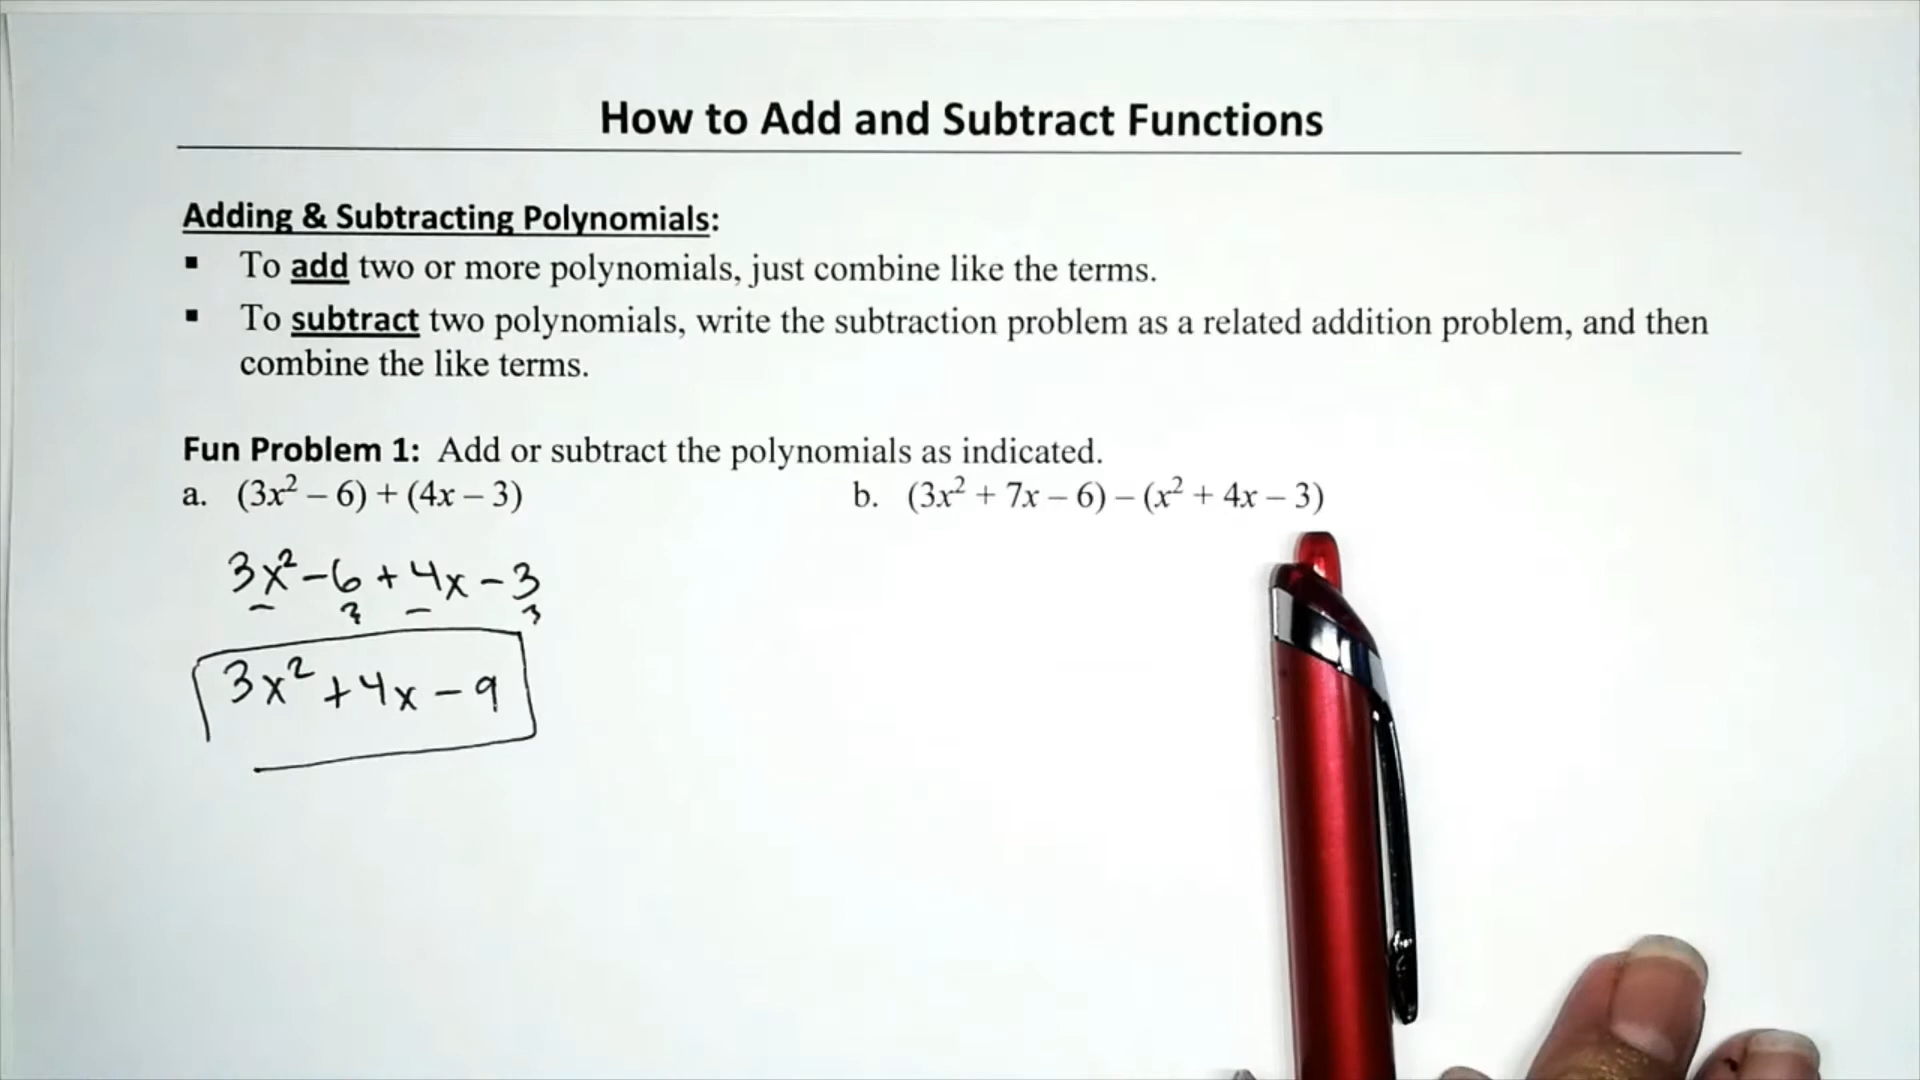 How to Add and Subtract Functions
Adding & Subtracting Polynomials:
▪ To add two or more polynomials, just combine like the terms.
▪ To subtract two polynomials, write the subtraction problem as a related addition problem, and then
combine the like terms.
Fun Problem 1: Add or subtract the polynomials as indicated.
a. (3x² – 6) + (4x – 3)
b. (3x² + 7x – 6) – (x² + 4x – 3)
3x² – 6 + 4x – 3
3x² + 4x – 9